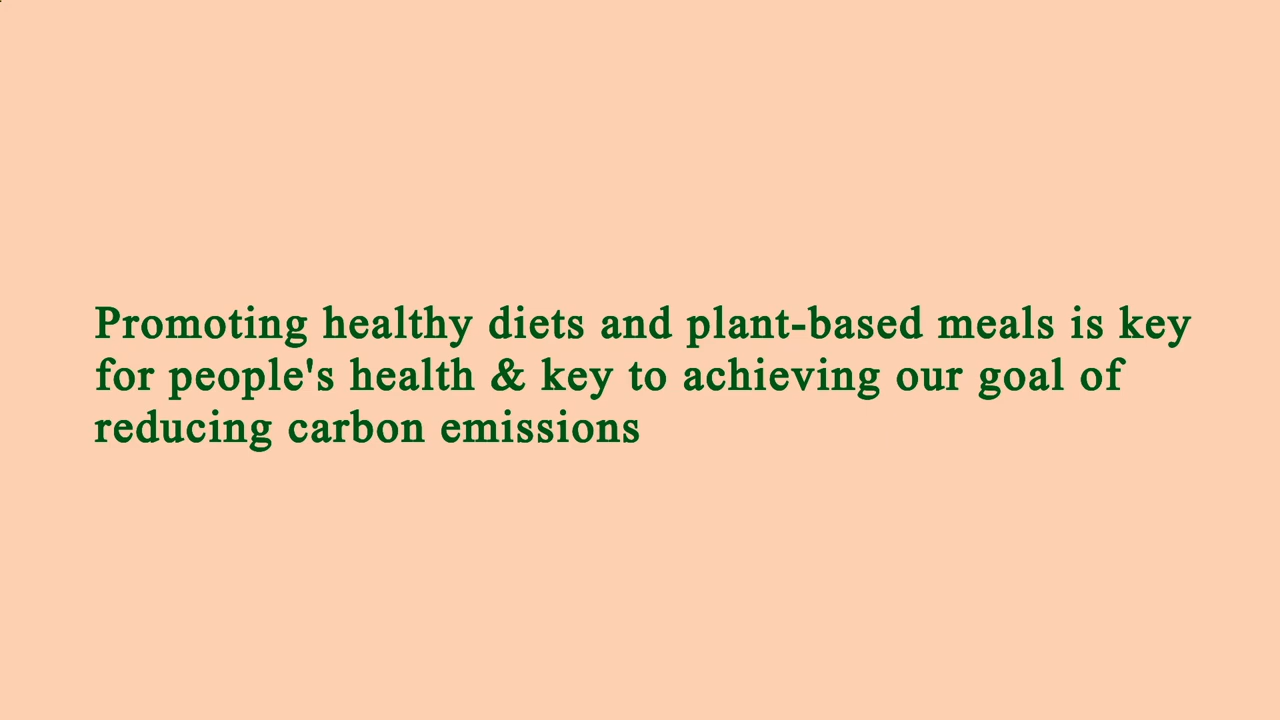 Promoting healthy diets and plant-based meals is key
for people's health & key to achieving our goal of
reducing carbon emissions